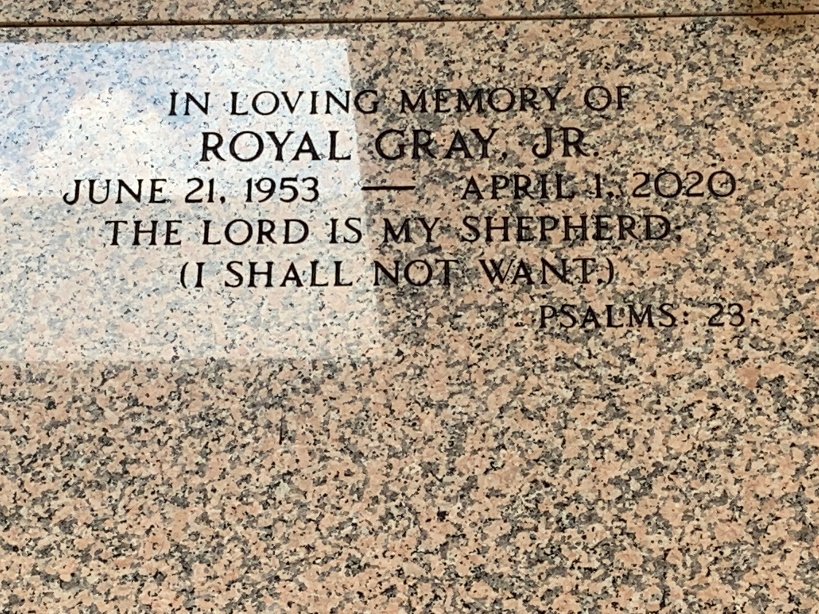 IN LOVING MEMORY OF
ROYAL GRAY, JR.
JUNE 21, 1953 — APRIL 1, 2020
THE LORD IS MY SHEPHERD;
(I SHALL NOT WANT.)
PSALMS: 23